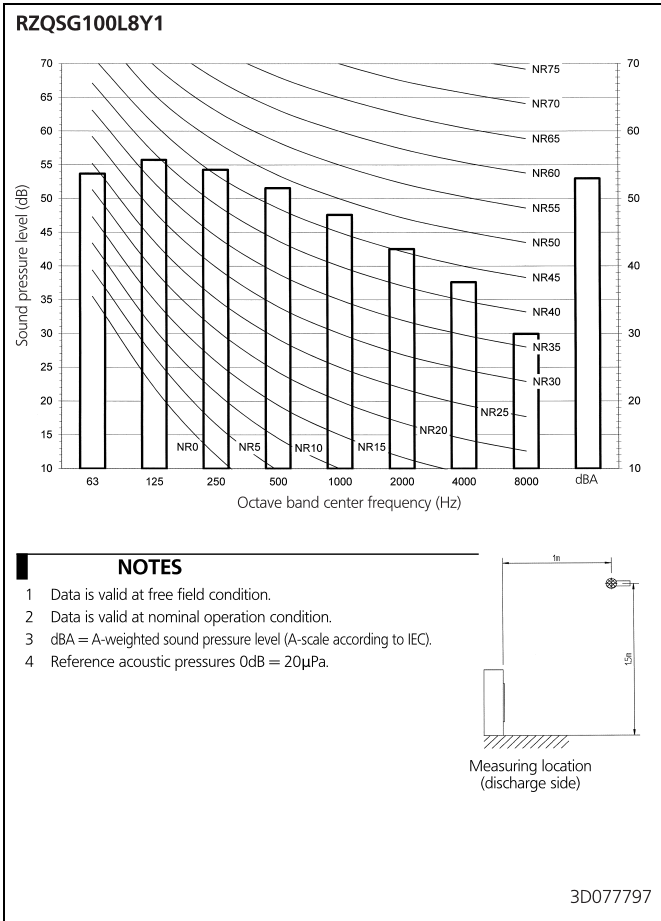 RZQSG100L8Y1
70
65
60
55
50
45
40
35
30
25
20
15
10
Sound pressure level (dB)
70
60
50
40
30
20
10
NR75
NR70
NR65
NR60
NR55
NR50
NR45
NR40
NR35
NR30
NR25
NR20
NR0 NR5 NR10 NR15
63 125 250 500 1000 2000 4000 8000 dBA
Octave band center frequency (Hz)
NOTES
1 Data is valid at free field condition.
2 Data is valid at nominal operation condition.
3 dBA = A-weighted sound pressure level (A-scale according to IEC).
4 Reference acoustic pressures 0dB = 20µPa.
1m
1.5m
Measuring location
(discharge side)
3D077797